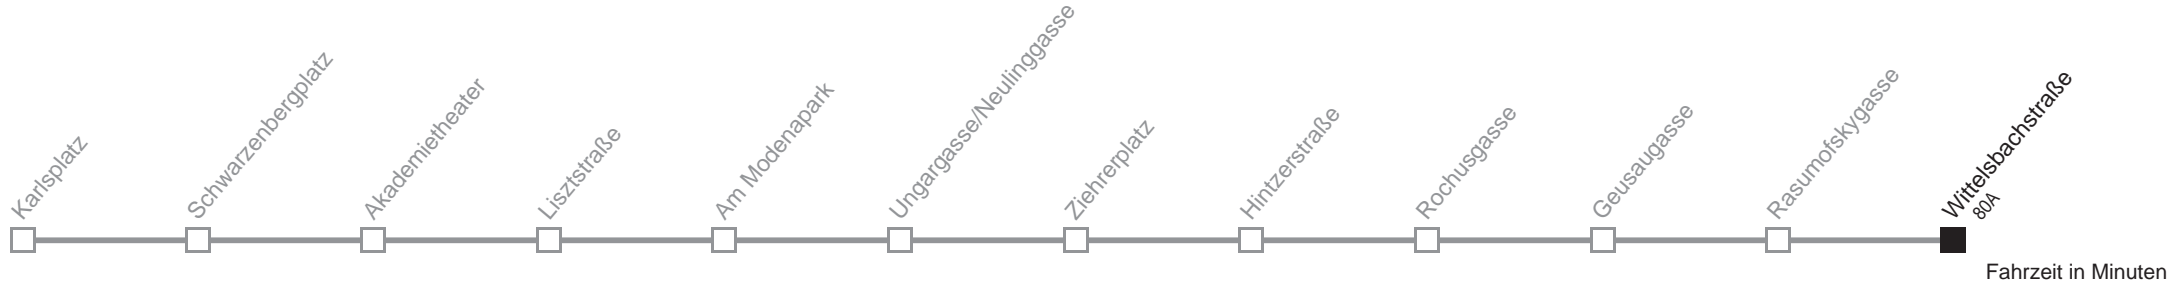 Karlsplatz
Schwarzenbergplatz
Akademietheater
Lisztstraße
Am Modenapark
Ungargasse/Neulinggasse
Ziehrerplatz
Hintzerstraße
Rochusgasse
Geusaugasse
Rasumofskygasse
Wittelsbachstraße
80A
Fahrzeit in Minuten